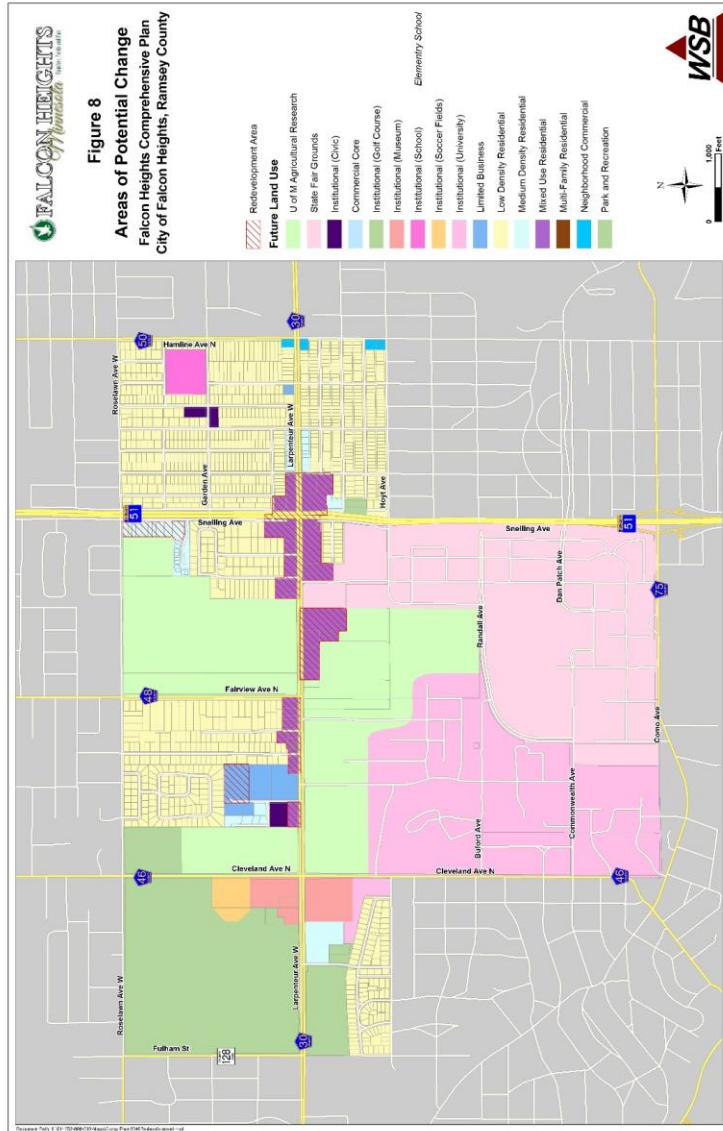 FALCON HEIGHTS
Minnesota
Figure 8
Areas of Potential Change
Falcon Heights Comprehensive Plan
City of Falcon Heights, Ramsey County
Redevelopment Area
Future Land Use
U of M Agricultural Research
State Fair Grounds
Institutional (Civic)
Commercial Core
Institutional (Golf Course)
Institutional (Museum)
Institutional (School)
Elementry School
Institutional (Soccer Fields)
Institutional (University)
Limited Business
Low Density Residential
Medium Density Residential
Mixed Use Residential
Multi-Family Residential
Neighborhood Commercial
Park and Recreation
N
0
1,000
Feet
WSB
Roselawn Ave W
Roselawn Ave W
Fulham St
128
46
48
51
50
Hamline Ave N
Garden Ave
Snelling Ave
Fairview Ave N
Cleveland Ave N
Larpenteur Ave W
Larpenteur Ave W
30
30
Hoyt Ave
Cleveland Ave N
Buford Ave
Randall Ave
Snelling Ave
Commonwealth Ave
Dan Patch Ave
Como Ave
46
75
51